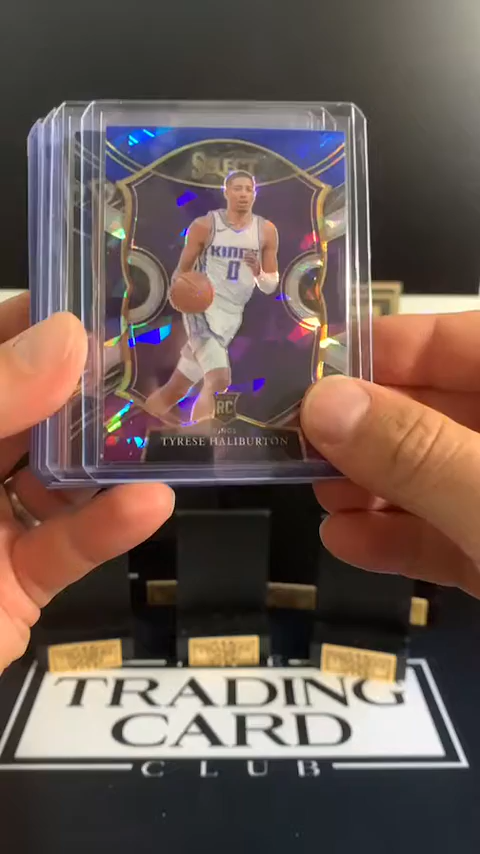 SELECT
KINGS
0
RC
KINGS
TYRESE HALIBURTON
TRADING
CARD
CLUB